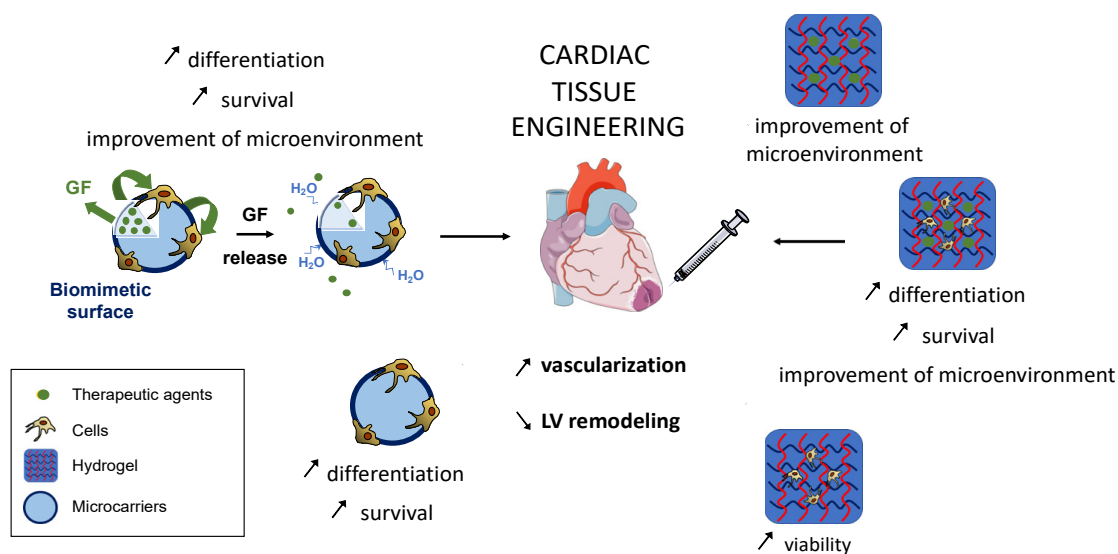 differentiation
survival
improvement of microenvironment
GF
GF
release
H₂O
H₂O
H₂O
Biomimetic
surface
CARDIAC
TISSUE
ENGINEERING
improvement of
microenvironment
differentiation
survival
improvement of microenvironment
vascularization
LV remodeling
differentiation
survival
viability
Therapeutic agents
Cells
Hydrogel
Microcarriers